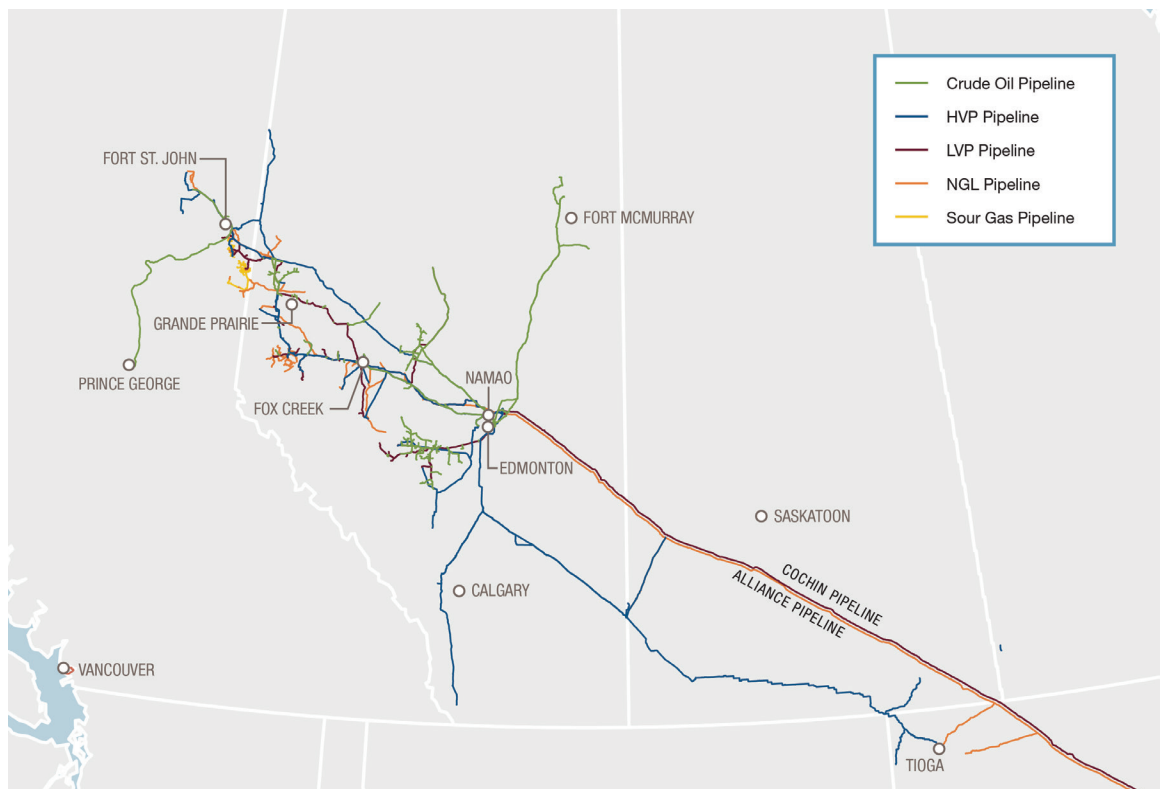 Crude Oil Pipeline
HVP Pipeline
LVP Pipeline
NGL Pipeline
Sour Gas Pipeline
FORT ST. JOHN
FORT MCMURRAY
GRANDE PRAIRIE
PRINCE GEORGE
NAMAO
FOX CREEK
EDMONTON
SASKATOON
COCHIN PIPELINE
ALLIANCE PIPELINE
CALGARY
VANCOUVER
TIOGA